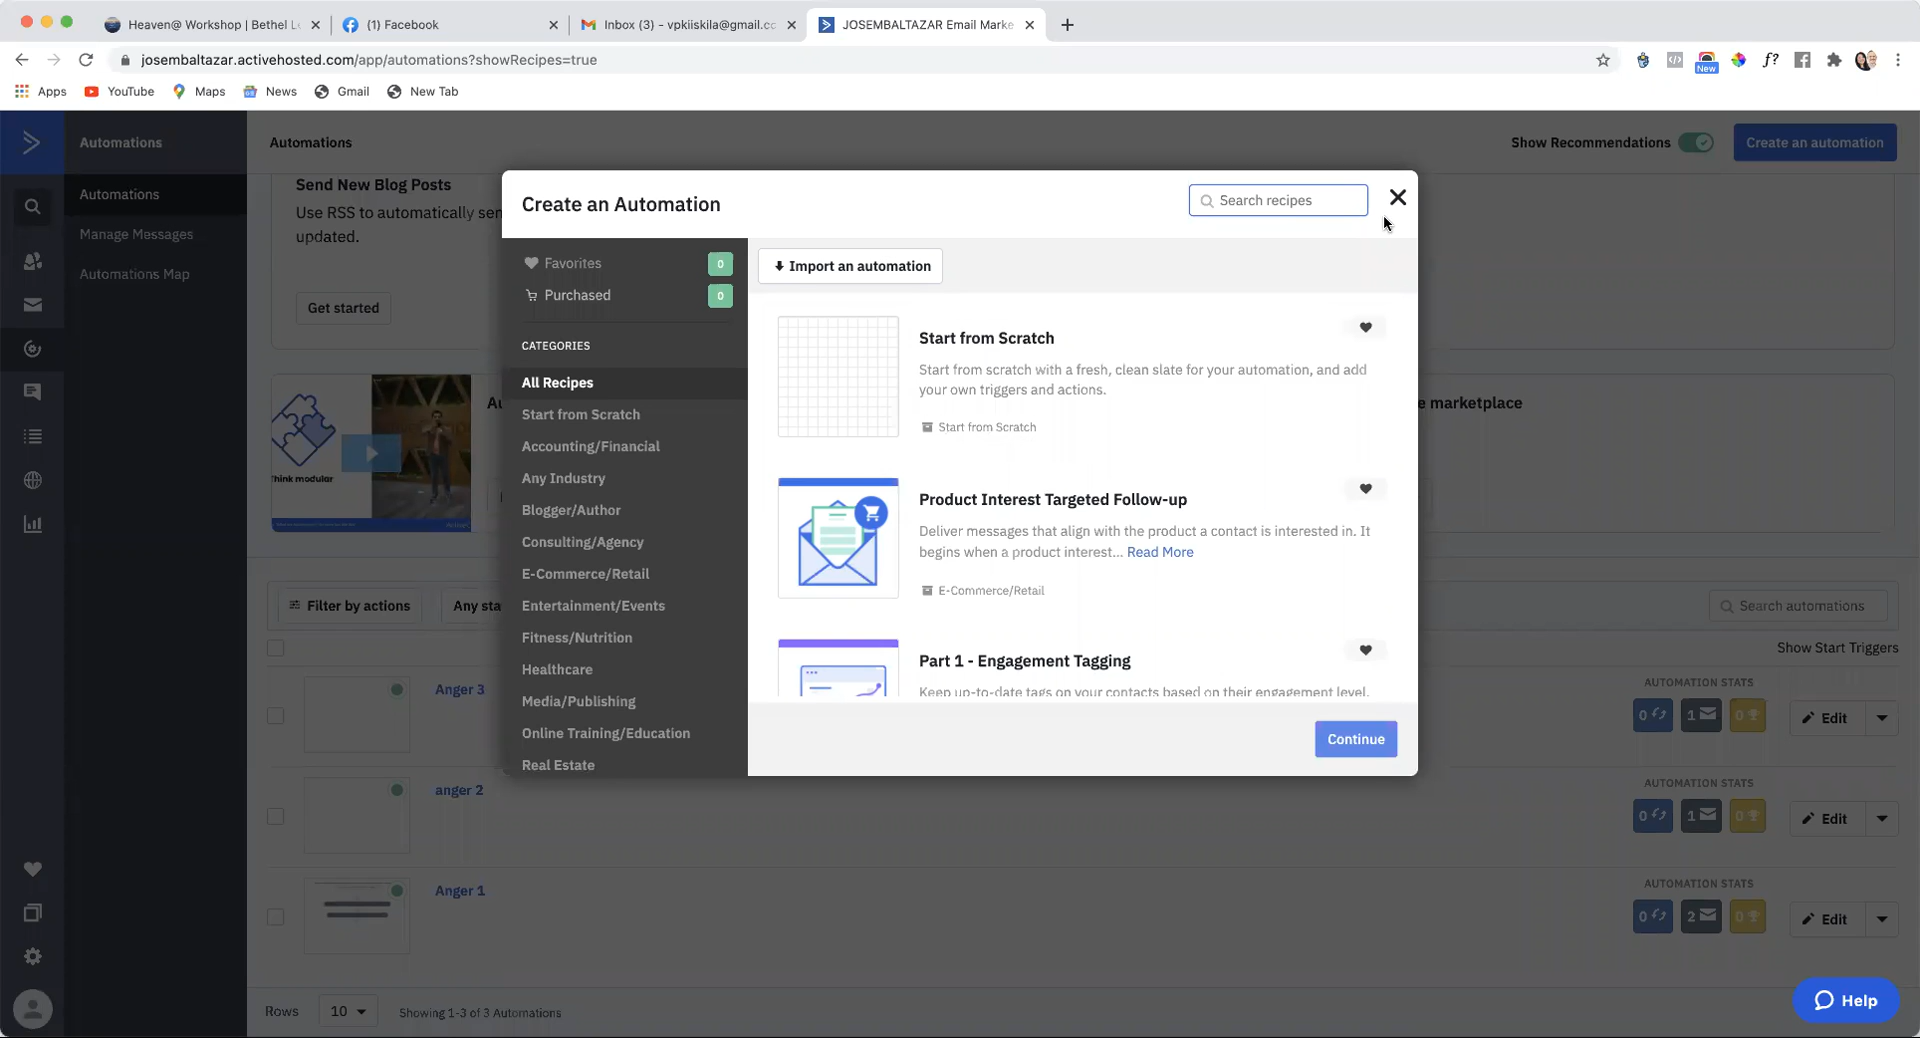 Heaven@ Workshop | Bethel Lu
(1) Facebook
Inbox (3) - vpkiiskila@gmail.cc
JOSEMBALTAZAR Email Marke
josembaltazar.activehosted.com/app/automations?showRecipes=true
New
f?
Apps
YouTube
Maps
News
Gmail
New Tab
Automations
Automations
Manage Messages
Automations Map
Automations
Show Recommendations
Create an automation
Send New Blog Posts
Use RSS to automatically sen
updated.
Get started
Think modular
Au
e marketplace
Create an Automation
Search recipes
Favorites
0
Purchased
0
CATEGORIES
All Recipes
Start from Scratch
Accounting/Financial
Any Industry
Blogger/Author
Consulting/Agency
E-Commerce/Retail
Entertainment/Events
Fitness/Nutrition
Healthcare
Media/Publishing
Online Training/Education
Real Estate
Import an automation
Start from Scratch
Start from scratch with a fresh, clean slate for your automation, and add
your own triggers and actions.
Start from Scratch
Product Interest Targeted Follow-up
Deliver messages that align with the product a contact is interested in. It
begins when a product interest... Read More
E-Commerce/Retail
Part 1 - Engagement Tagging
Keep up-to-date tags on your contacts based on their engagement level.
Continue
Filter by actions
Any sta
Search automations
Show Start Triggers
Anger 3
AUTOMATION STATS
0
1
0
Edit
anger 2
AUTOMATION STATS
0
1
0
Edit
Anger 1
AUTOMATION STATS
0
2
0
Edit
Rows
10
Showing 1-3 of 3 Automations
Help